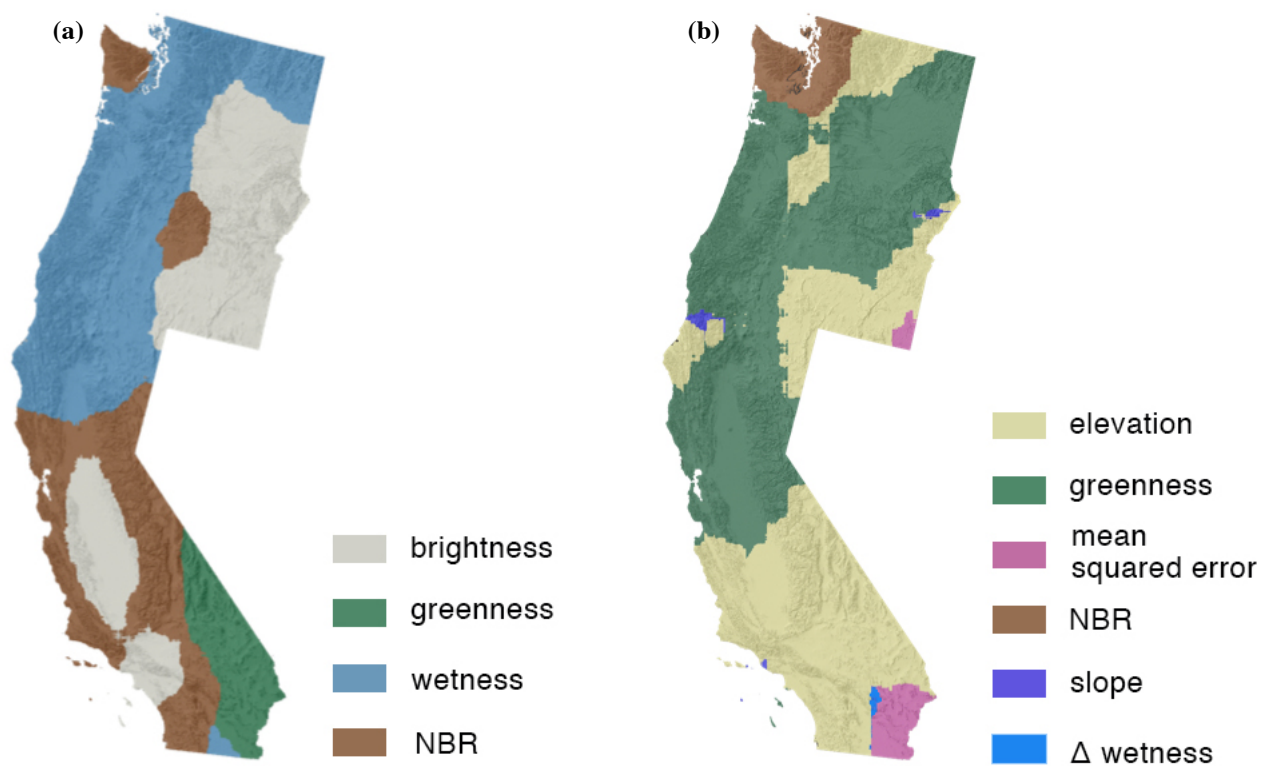 (a)
(b)
brightness
greenness
wetness
NBR
elevation
greenness
mean
squared error
NBR
slope
Δ wetness